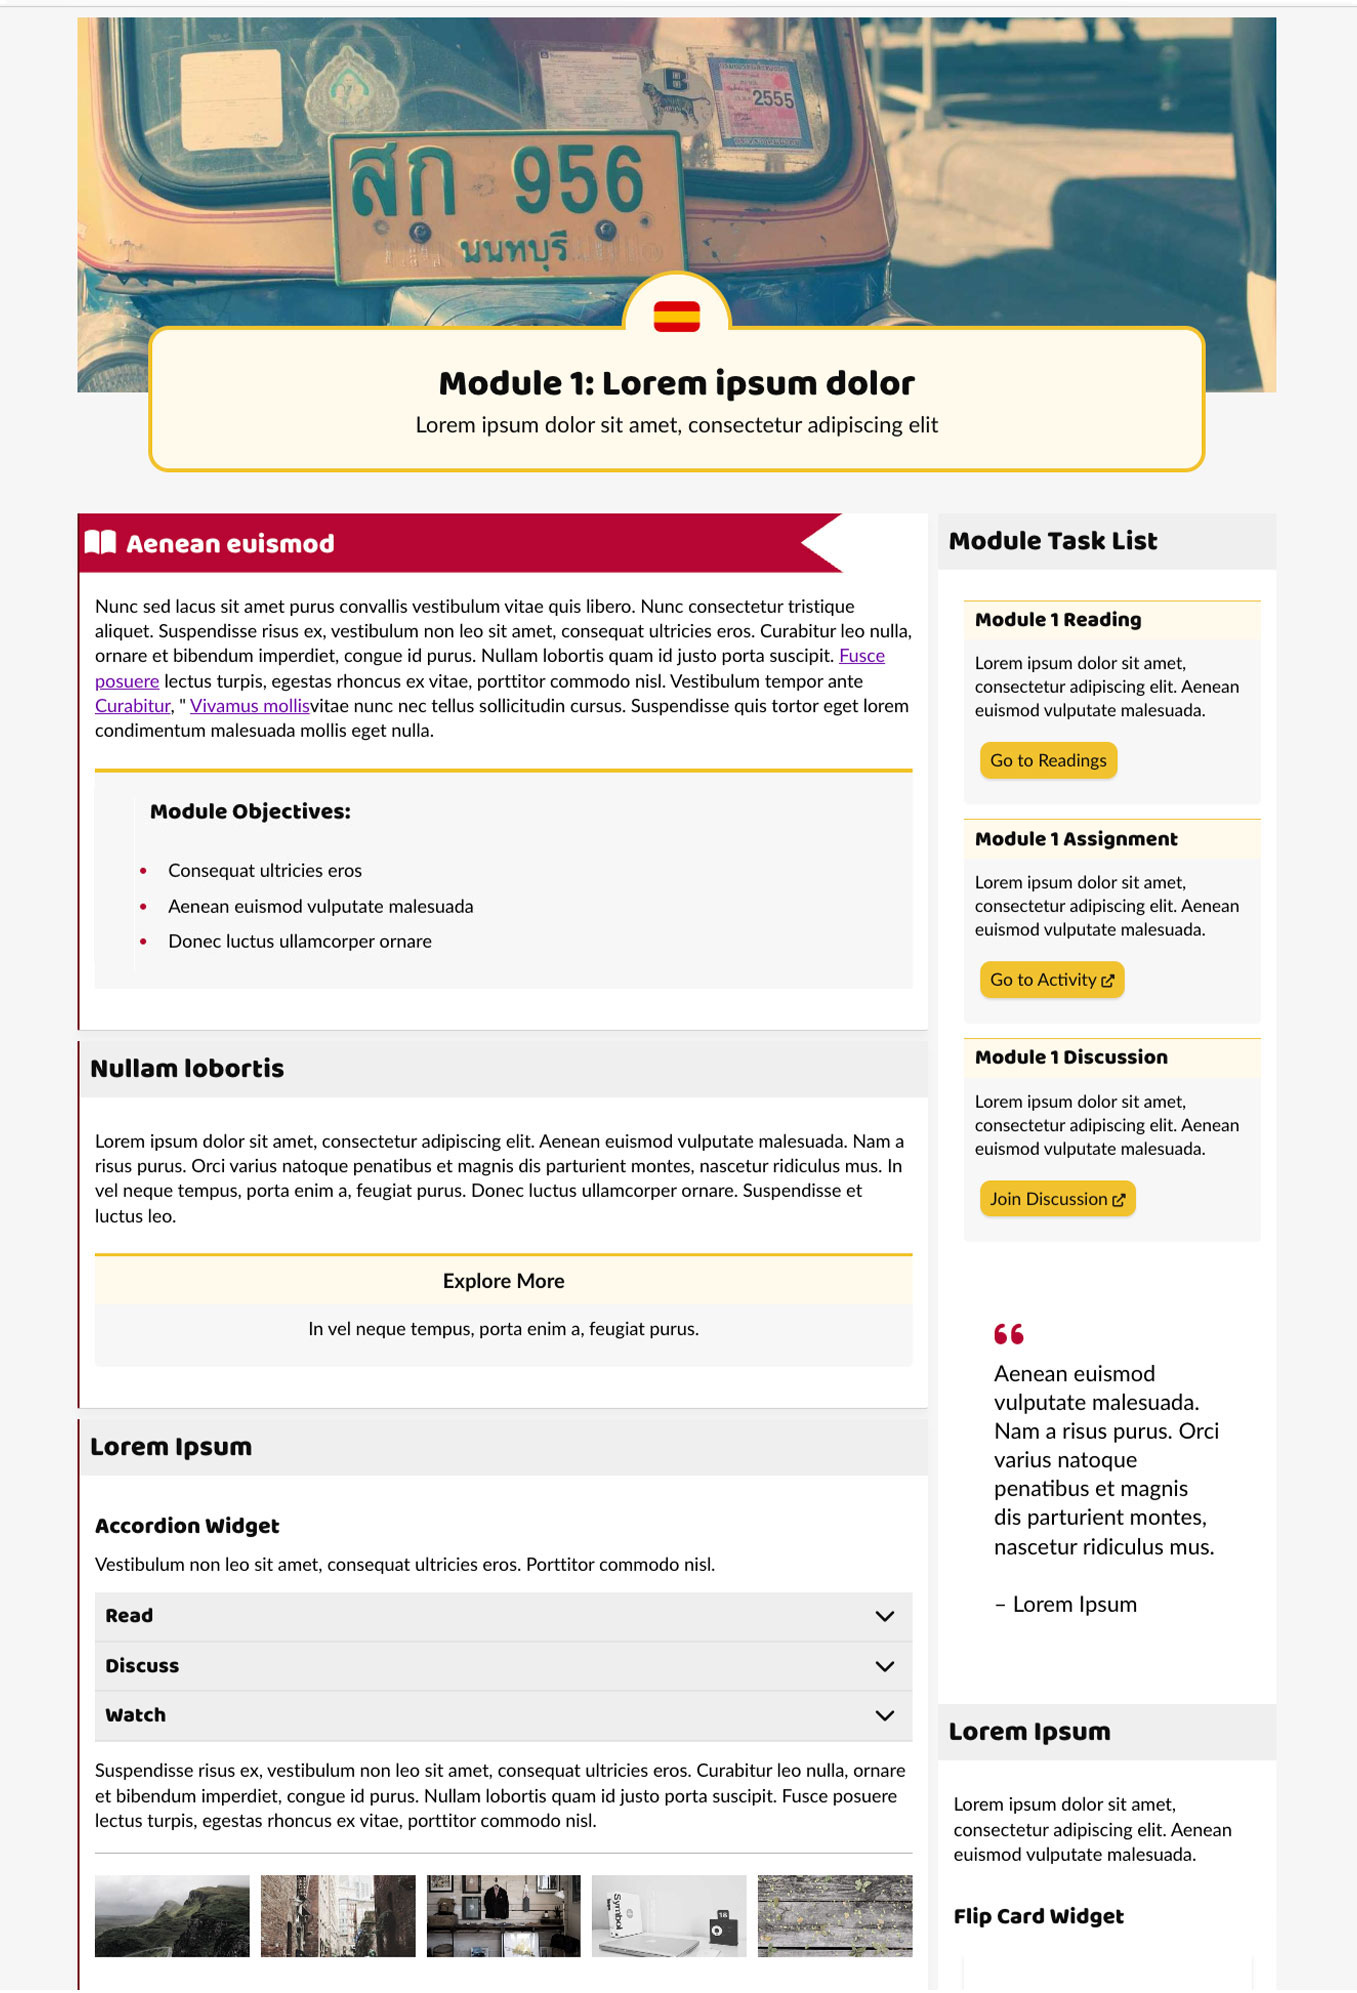 2555
สก 956
นนทบุรี
Module 1: Lorem ipsum dolor
Lorem ipsum dolor sit amet, consectetur adipiscing elit
Aenean euismod
Nunc sed lacus sit amet purus convallis vestibulum vitae quis libero. Nunc consectetur tristique
aliquet. Suspendisse risus ex, vestibulum non leo sit amet, consequat ultricies eros. Curabitur leo nulla,
ornare et bibendum imperdiet, congue id purus. Nullam lobortis quam id justo porta suscipit. Fusce
posuere lectus turpis, egestas rhoncus ex vitae, porttitor commodo nisl. Vestibulum tempor ante
Curabitur, " Vivamus mollisvitae nunc nec tellus sollicitudin cursus. Suspendisse quis tortor eget lorem
condimentum malesuada mollis eget nulla.
Module Objectives:
• Consequat ultricies eros
• Aenean euismod vulputate malesuada
• Donec luctus ullamcorper ornare
Nullam lobortis
Lorem ipsum dolor sit amet, consectetur adipiscing elit. Aenean euismod vulputate malesuada. Nam a
risus purus. Orci varius natoque penatibus et magnis dis parturient montes, nascetur ridiculus mus. In
vel neque tempus, porta enim a, feugiat purus. Donec luctus ullamcorper ornare. Suspendisse et
luctus leo.
Explore More
In vel neque tempus, porta enim a, feugiat purus.
Lorem Ipsum
Accordion Widget
Vestibulum non leo sit amet, consequat ultricies eros. Porttitor commodo nisl.
Read
Discuss
Watch
Suspendisse risus ex, vestibulum non leo sit amet, consequat ultricies eros. Curabitur leo nulla, ornare
et bibendum imperdiet, congue id purus. Nullam lobortis quam id justo porta suscipit. Fusce posuere
lectus turpis, egestas rhoncus ex vitae, porttitor commodo nisl.
Symbol
18
Module Task List
Module 1 Reading
Lorem ipsum dolor sit amet,
consectetur adipiscing elit. Aenean
euismod vulputate malesuada.
Go to Readings
Module 1 Assignment
Lorem ipsum dolor sit amet,
consectetur adipiscing elit. Aenean
euismod vulputate malesuada.
Go to Activity
Module 1 Discussion
Lorem ipsum dolor sit amet,
consectetur adipiscing elit. Aenean
euismod vulputate malesuada.
Join Discussion
“
Aenean euismod
vulputate malesuada.
Nam a risus purus. Orci
varius natoque
penatibus et magnis
dis parturient montes,
nascetur ridiculus mus.
– Lorem Ipsum
Lorem Ipsum
Lorem ipsum dolor sit amet,
consectetur adipiscing elit. Aenean
euismod vulputate malesuada.
Flip Card Widget